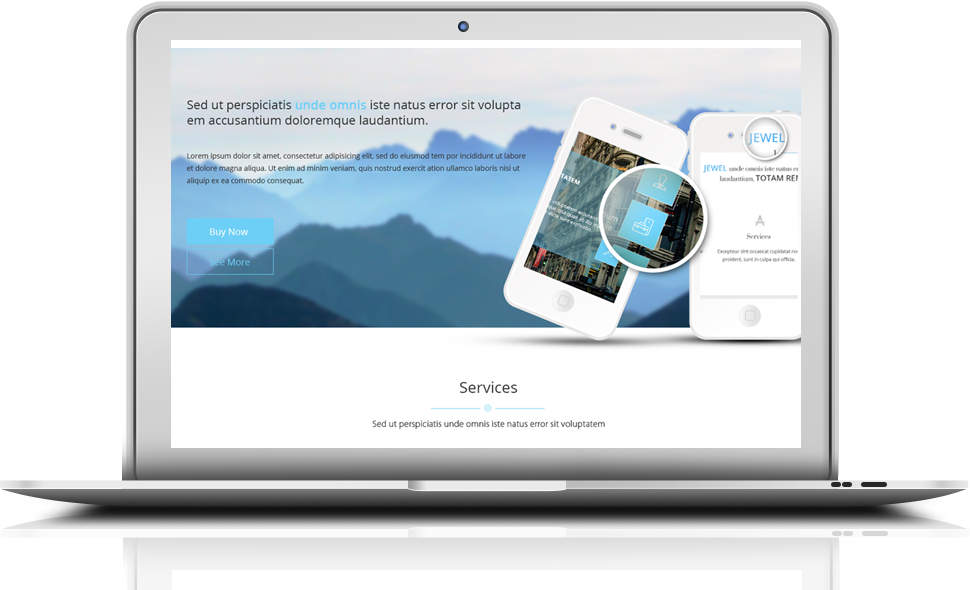 Sed ut perspiciatis unde omnis iste natus error sit volupta
em accusantium doloremque laudantium.
Lorem ipsum dolor sit amet, consectetur adipisicing elit, sed do eiusmod tem por incididunt ut labore
et dolore magna aliqua. Ut enim ad minim veniam, quis nostrud exercit ation ullamco laboris nisi ut
aliquip ex ea commodo consequat.
Buy Now
See More
TATEM
JEWEL
JEWEL unde omnis iste natus e
laudantium, TOTAM REM
Services
Excepteur sint occaecat cupidatat no
proident, sunt in culpa qui officia.
Services
Sed ut perspiciatis unde omnis iste natus error sit voluptatem